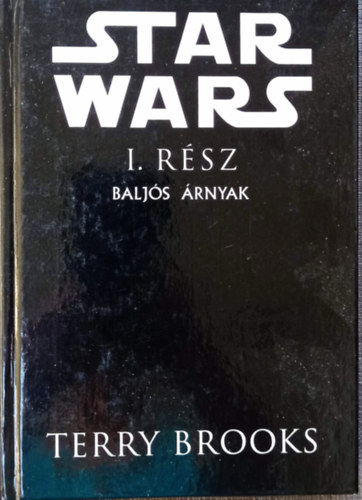 STAR
WARS
I. RÉSZ
BALJÓS ÁRNYAK
TERRY BROOKS